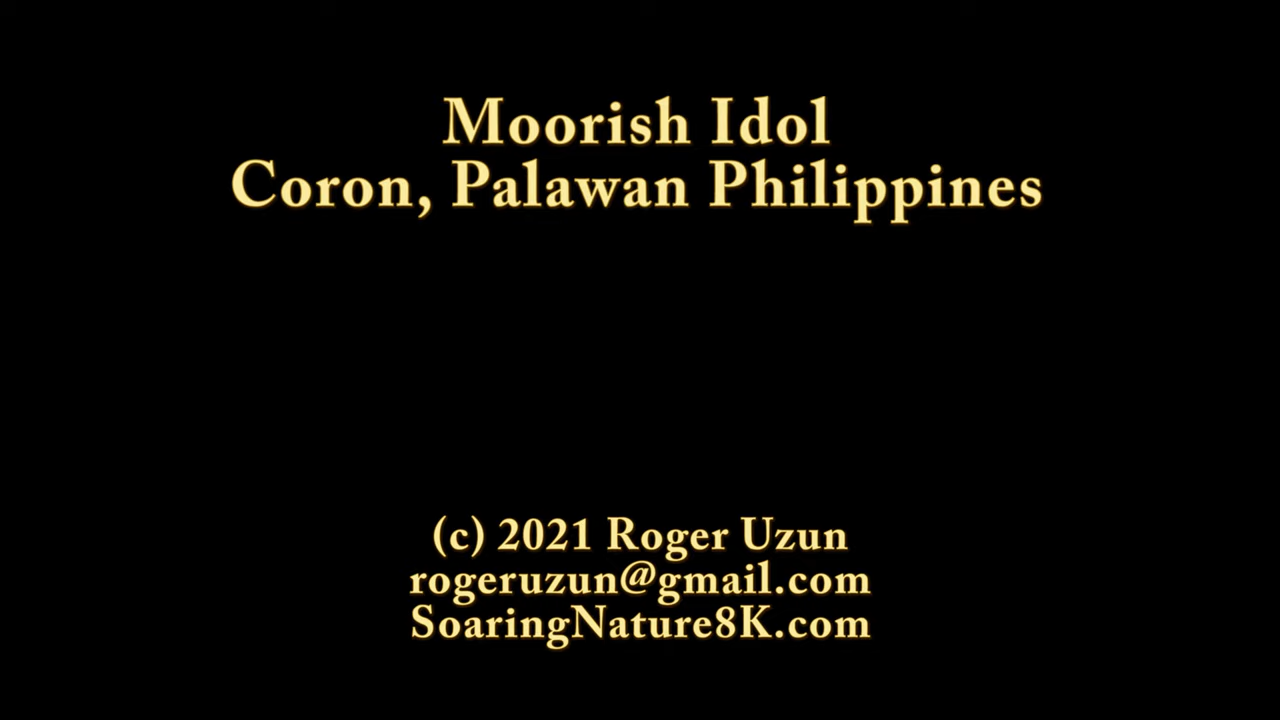 Moorish Idol
Coron, Palawan Philippines
(c) 2021 Roger Uzun
rogeruzun@gmail.com
SoaringNature8K.com